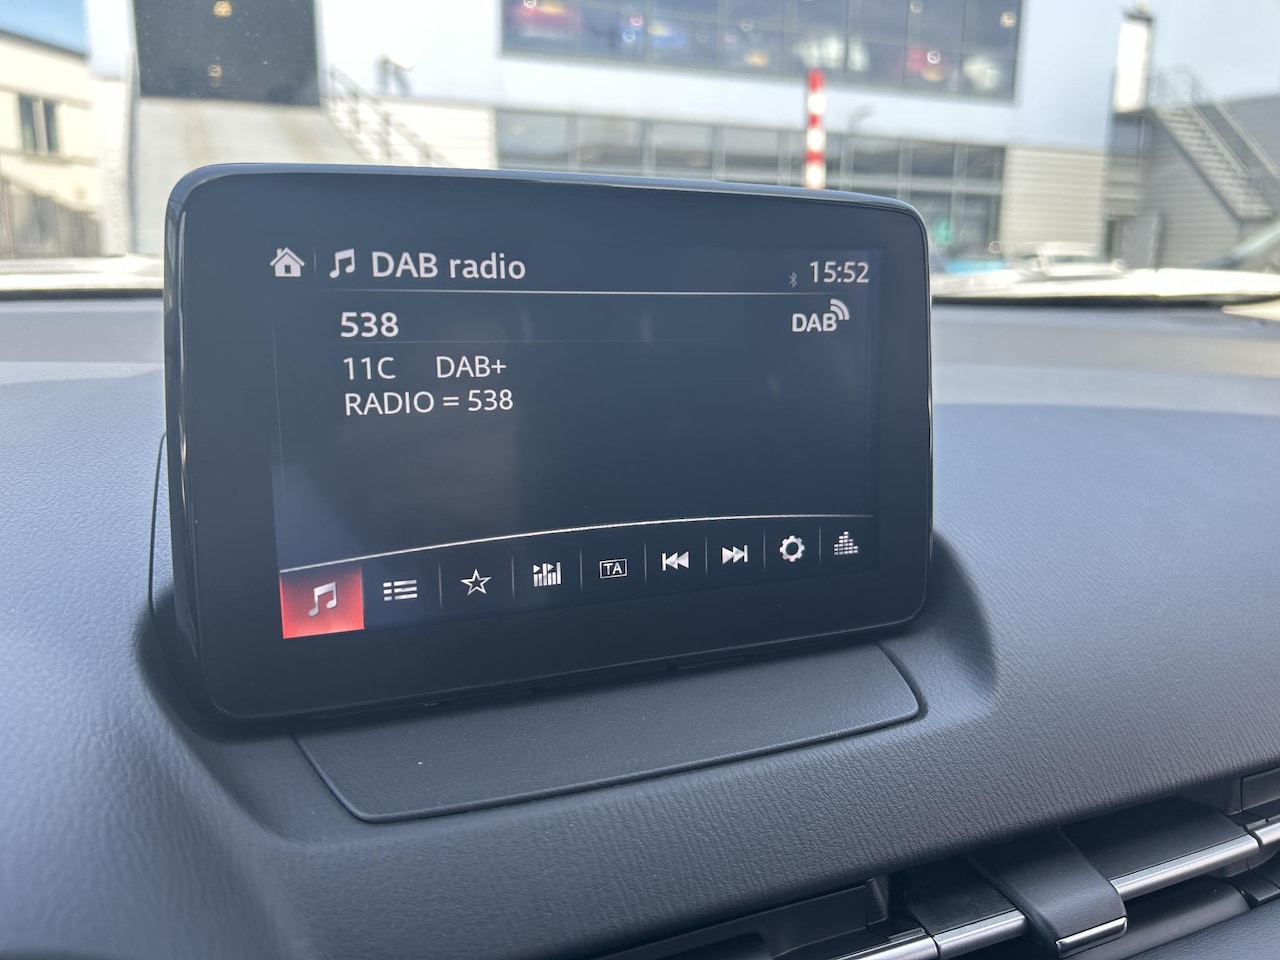 DAB radio
15:52
538
DAB
11C DAB+
RADIO = 538
TA